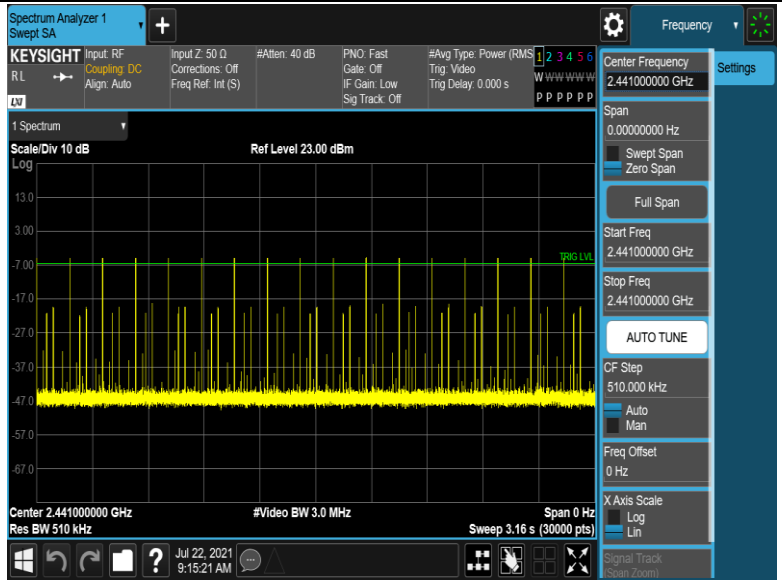 Spectrum Analyzer 1
Swept SA
Frequency
KEYSIGHT
RL
LXI
Input: RF
Coupling: DC
Align: Auto
Input Z: 50 Ω
Corrections: Off
Freq Ref: Int (S)
#Atten: 40 dB
PNO: Fast
Gate: Off
IF Gain: Low
Sig Track: Off
#Avg Type: Power (RMS
Trig: Video
Trig Delay: 0.000 s
1 2 3 4 5 6
W W W W W W
P P P P P P
1 Spectrum
Scale/Div 10 dB
Ref Level 23.00 dBm
Log
13.0
3.00
TRIG LVL
-7.00
-17.0
-27.0
-37.0
-47.0
-57.0
-67.0
Center 2.441000000 GHz
#Video BW 3.0 MHz
Span 0 Hz
Res BW 510 kHz
Sweep 3.16 s (30000 pts)
Jul 22, 2021
9:15:21 AM
?
Center Frequency
2.441000000 GHz
Settings
Span
0.00000000 Hz
Swept Span
Zero Span
Full Span
Start Freq
2.441000000 GHz
Stop Freq
2.441000000 GHz
AUTO TUNE
CF Step
510.000 kHz
Auto
Man
Freq Offset
0 Hz
X Axis Scale
Log
Lin
Signal Track
(Span Zoom)